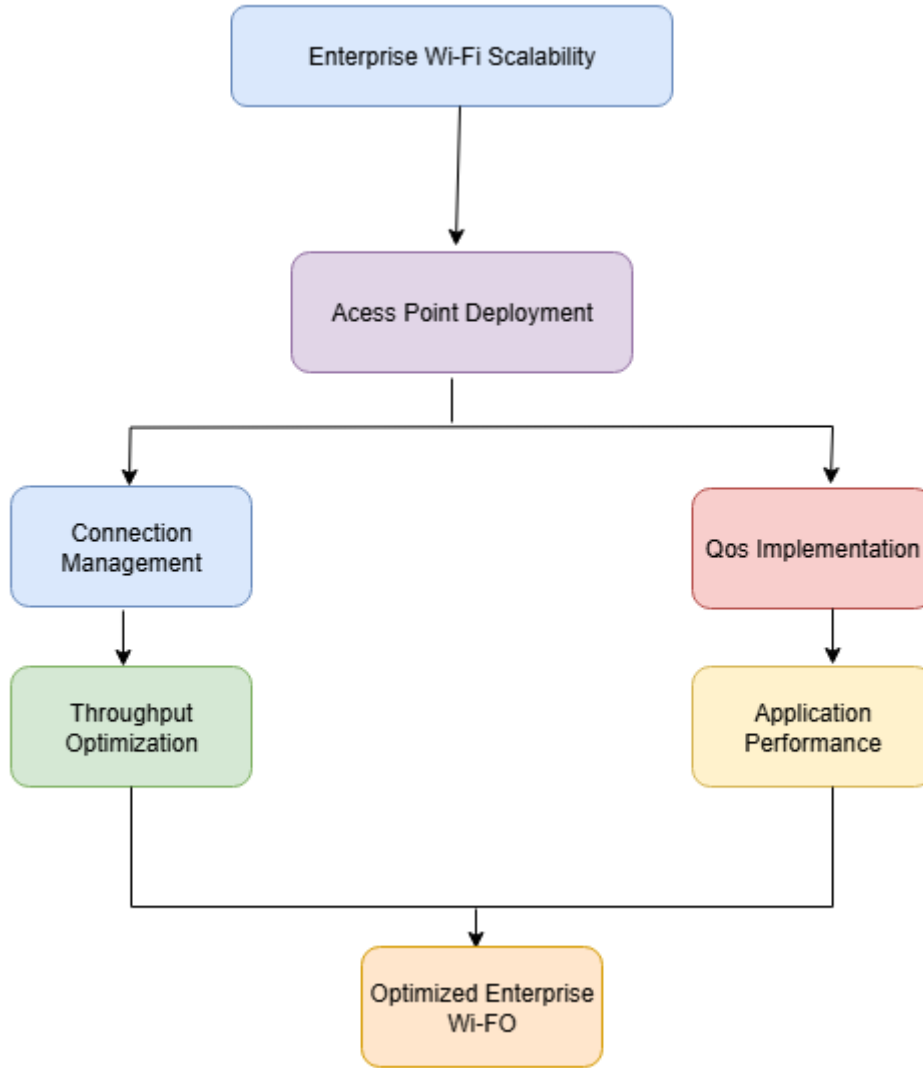 Enterprise Wi-Fi Scalability
Acess Point Deployment
Connection
Management
Qos Implementation
Throughput
Optimization
Application
Performance
Optimized Enterprise
Wi-FO